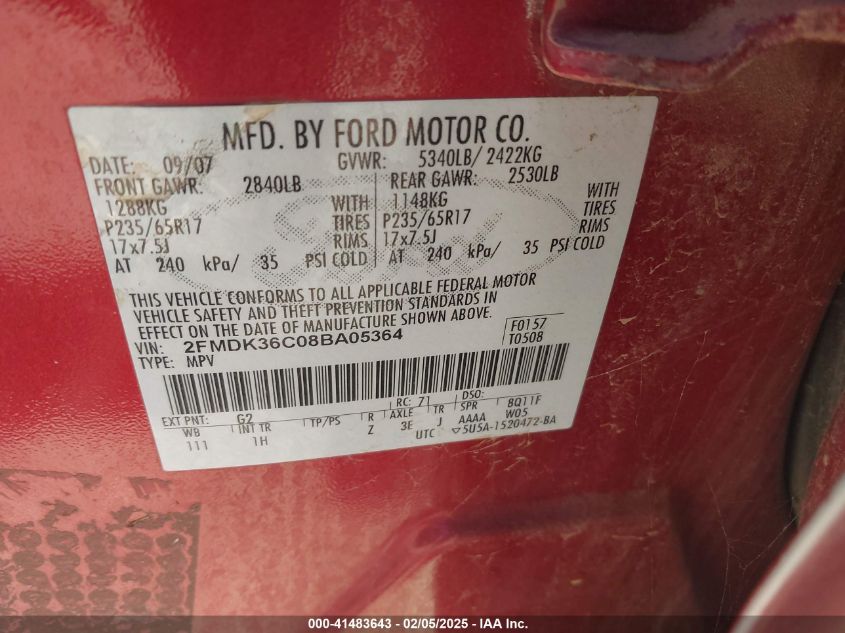 MFD. BY FORD MOTOR CO.
DATE: 09/07 GVWR: 5340LB/ 2422KG
FRONT GAWR: 2840LB REAR GAWR: 2530LB
1288KG WITH 1148KG WITH
P235/65R17 TIRES P235/65R17 TIRES
17x7.5J RIMS 17x7.5J RIMS
AT 240 kPa/ 35 PSI COLD AT 240 kPa/ 35 PSI COLD
THIS VEHICLE CONFORMS TO ALL APPLICABLE FEDERAL MOTOR
VEHICLE SAFETY AND THEFT PREVENTION STANDARDS IN
EFFECT ON THE DATE OF MANUFACTURE SHOWN ABOVE.
VIN: 2FMDK36C08BA05364 F0157
TYPE: MPV T0508
EXT PNT: G2 RC: 71 DSO:
WB INT TR TP/PS R AXLE TR SPR BQ11F
111 1H Z 3E J AAAA W05
UTC ▽5U5A-1520472-BA
000-41483643 - 02/05/2025 - IAA Inc.